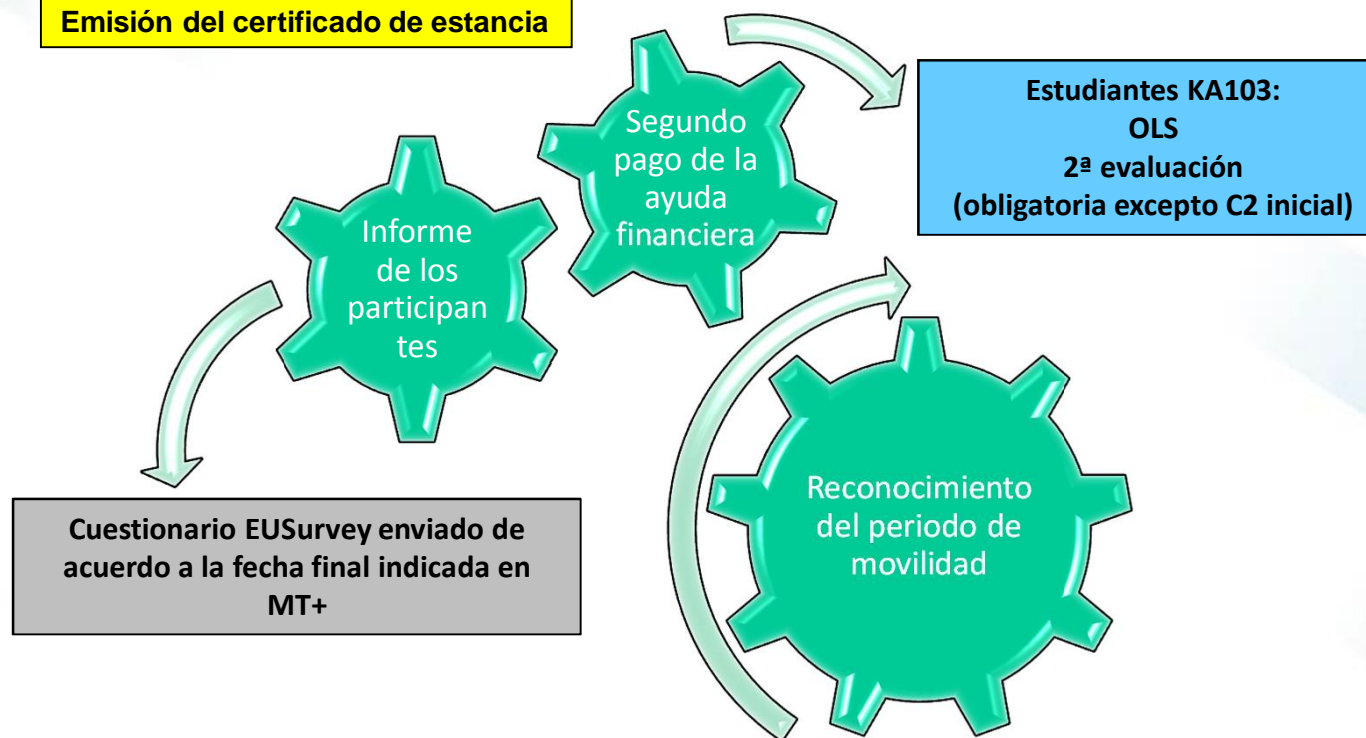 Emisión del certificado de estancia
Segundo
pago de la
ayuda
financiera
Estudiantes KA103:
OLS
2ª evaluación
(obligatoria excepto C2 inicial)
Informe
de los
participan
tes
Cuestionario EUSurvey enviado de
acuerdo a la fecha final indicada en
MT+
Reconocimiento
del periodo de
movilidad